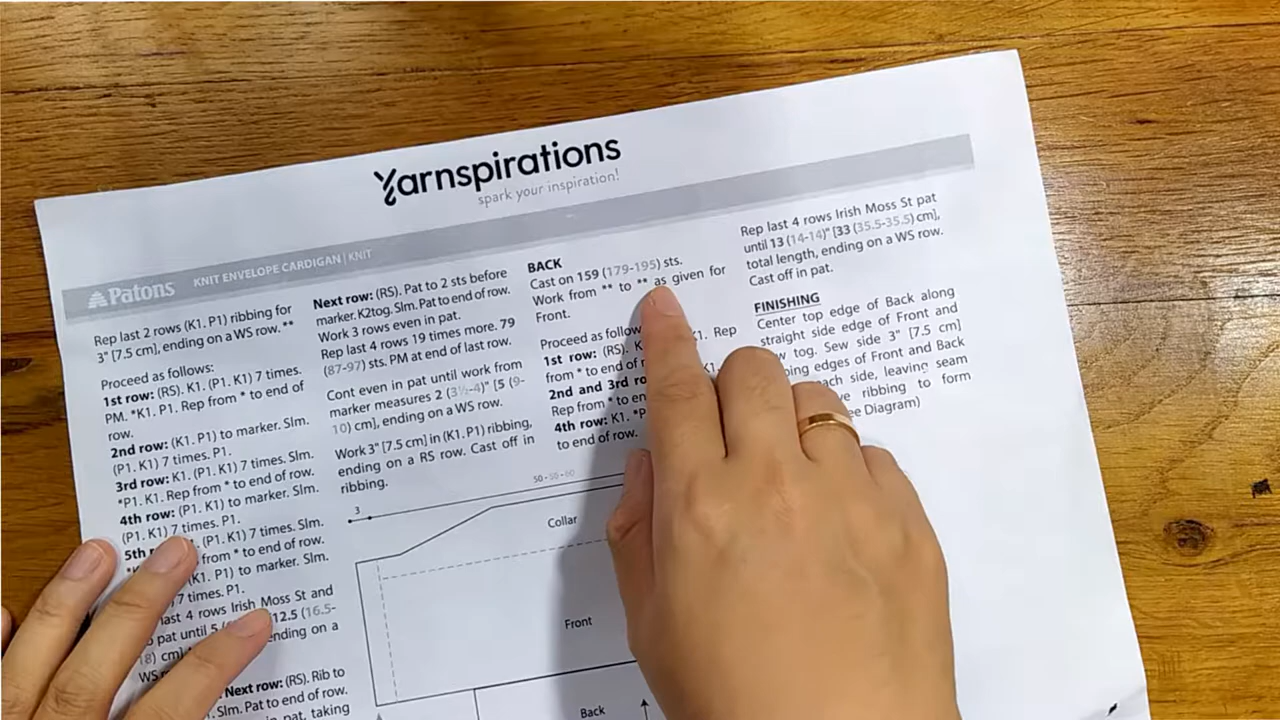 Yarnspirations
spark your inspiration!
Patons
KNIT ENVELOPE CARDIGAN | KNIT
Rep last 2 rows (K1. P1) ribbing for
3" [7.5 cm], ending on a WS row. **
Proceed as follows:
1st row: (RS). K1. (P1. K1) 7 times.
PM. *K1. P1. Rep from * to end of
row.
2nd row: (K1. P1) to marker. Slm.
(P1. K1) 7 times. P1.
3rd row: K1. (P1. K1) 7 times. Slm.
*P1. K1. Rep from * to end of row.
4th row: (P1. K1) to marker. Slm.
(P1. K1) 7 times. P1.
5th (P1. K1) 7 times. Slm.
from * to end of row.
K1. P1) to marker. Slm.
7 times. P1.
last 4 rows Irish Moss St and
pat until 5 12.5 (16.5-
18) cm] ending on a
WS
Next row: (RS). Rib to
Slm. Pat to end of row.
in pat, taking
Next row: (RS). Pat to 2 sts before
marker. K2tog. Slm. Pat to end of row.
Work 3 rows even in pat.
Rep last 4 rows 19 times more. 79
(87-97) sts. PM at end of last row.
Cont even in pat until work from
marker measures 2 (3½-4)" [5 (9-
10) cm], ending on a WS row.
Work 3" [7.5 cm] in (K1. P1) ribbing,
ending on a RS row. Cast off in
ribbing.
BACK
Cast on 159 (179-195) sts.
Work from ** to ** as given for
Front.
Proceed as follow
1st row: (RS). K1. Rep
from * to end of
2nd and 3rd ro K1.
Rep from * to en
4th row: K1. *P
to end of row.
Rep last 4 rows Irish Moss St pat
until 13 (14-14)" [33 (35.5-35.5) cm],
total length, ending on a WS row.
Cast off in pat.
FINISHING
Center top edge of Back along
straight side edge of Front and
tog. Sew side 3" [7.5 cm]
edges of Front and Back
each side, leaving seam
ribbing to form
ee Diagram)
3
50 - 50 - 60
Collar
Front
Back